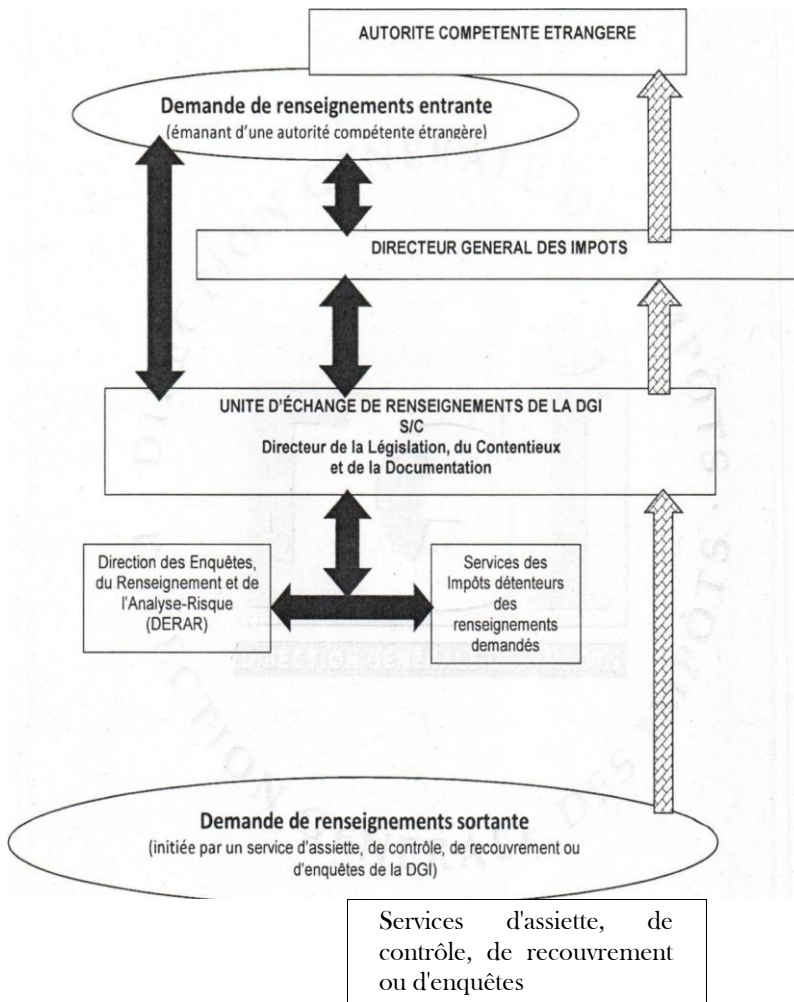 AUTORITE COMPETENTE ETRANGERE
Demande de renseignements entrante
(émanant d'une autorité compétente étrangère)
DIRECTEUR GENERAL DES IMPOTS
UNITE D'ÉCHANGE DE RENSEIGNEMENTS DE LA DGI
S/C
Directeur de la Législation, du Contentieux
et de la Documentation
Direction des Enquêtes,
du Renseignement et de
l'Analyse-Risque
(DERAR)
Services des
Impôts détenteurs
des
renseignements
demandés
Demande de renseignements sortante
(initiée par un service d'assiette, de contrôle, de recouvrement ou
d'enquêtes de la DGI)
Services d'assiette, de
contrôle, de recouvrement
ou d'enquêtes